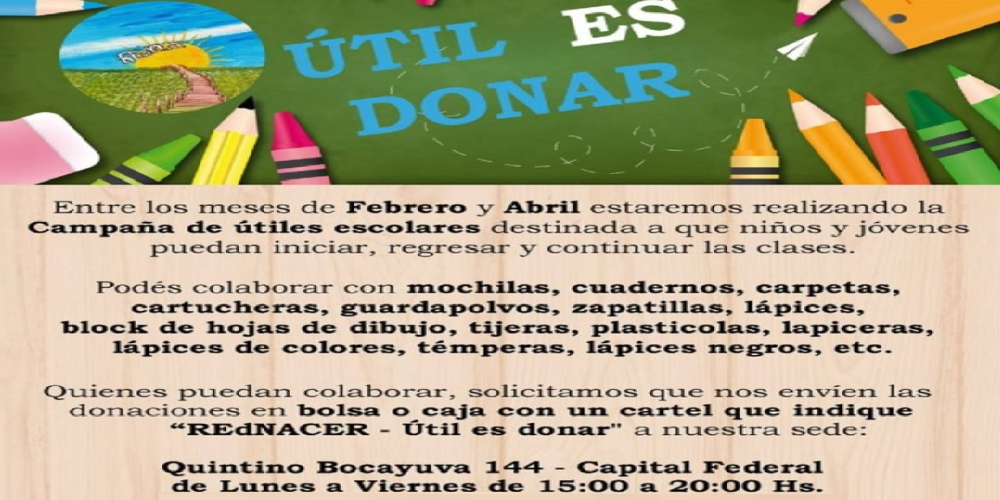 ÚTIL ES
DONAR
Entre los meses de Febrero y Abril estaremos realizando la
Campaña de útiles escolares destinada a que niños y jóvenes
puedan iniciar, regresar y continuar las clases.
Podés colaborar con mochilas, cuadernos, carpetas,
cartucheras, guardapolvos, zapatillas, lápices,
block de hojas de dibujo, tijeras, plasticolas, lapiceras,
lápices de colores, témperas, lápices negros, etc.
Quienes puedan colaborar, solicitamos que nos envíen las
donaciones en bolsa o caja con un cartel que indique
“REdNACER - Útil es donar" a nuestra sede:
Quintino Bocayuva 144 - Capital Federal
de Lunes a Viernes de 15:00 a 20:00 Hs.